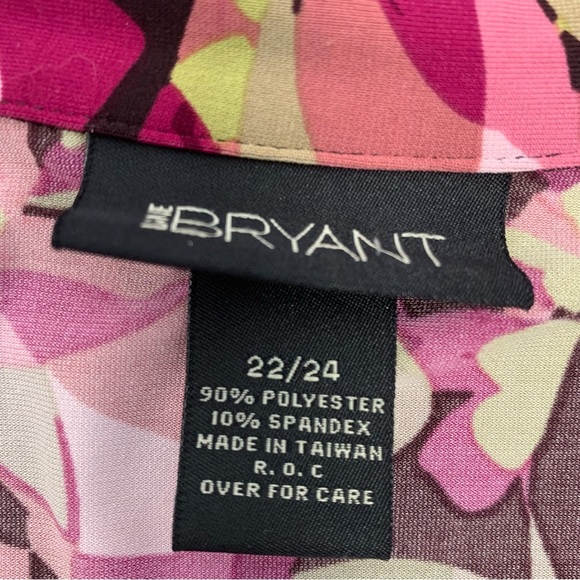 BRYANT
22/24
90% POLYESTER
10% SPANDEX
MADE IN TAIWAN
R. O. C
OVER FOR CARE